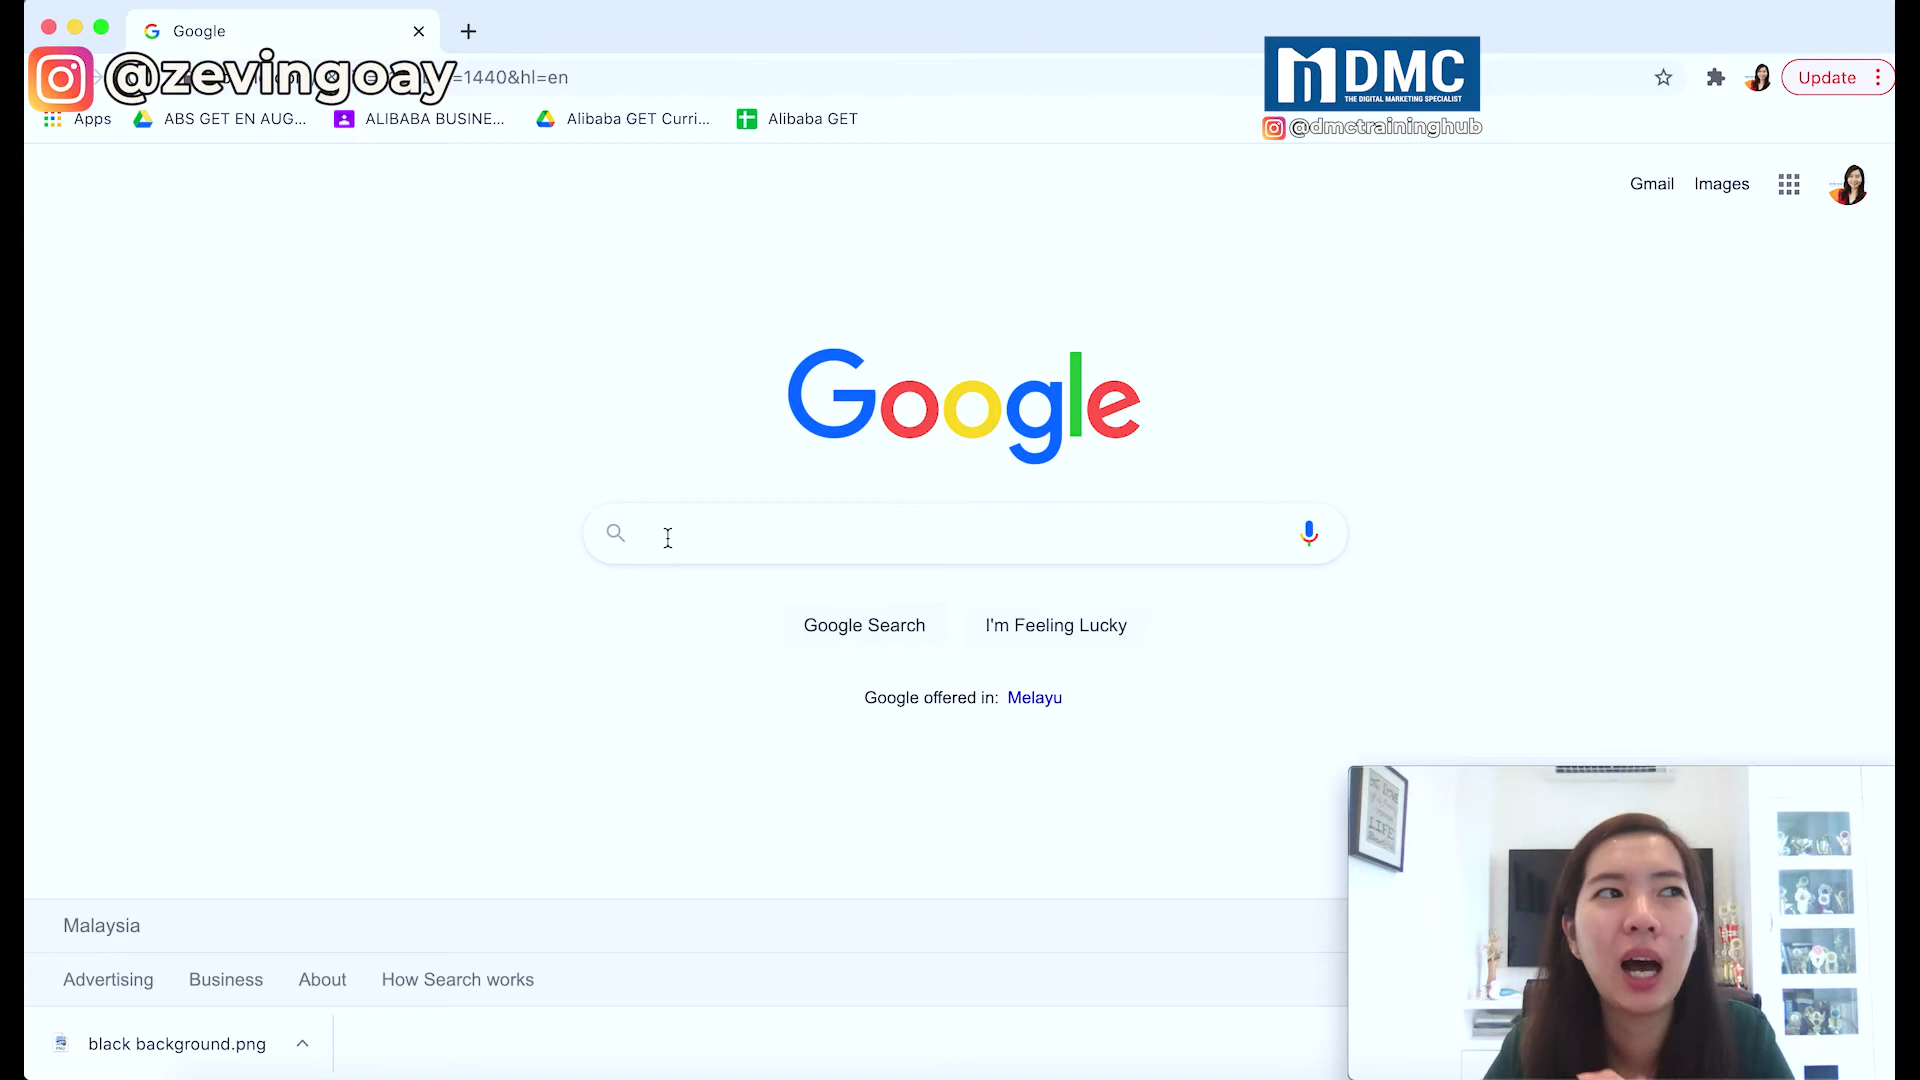 Google
@zevingoay
=1440&hl=en
DMC
THE DIGITAL MARKETING SPECIALIST
@dmctraininghub
Update
Apps
ABS GET EN AUG...
ALIBABA BUSINE...
Alibaba GET Curri...
Alibaba GET
Gmail
Images
Google
Google Search
I'm Feeling Lucky
Google offered in: Melayu
LIFE
Malaysia
Advertising
Business
About
How Search works
black background.png